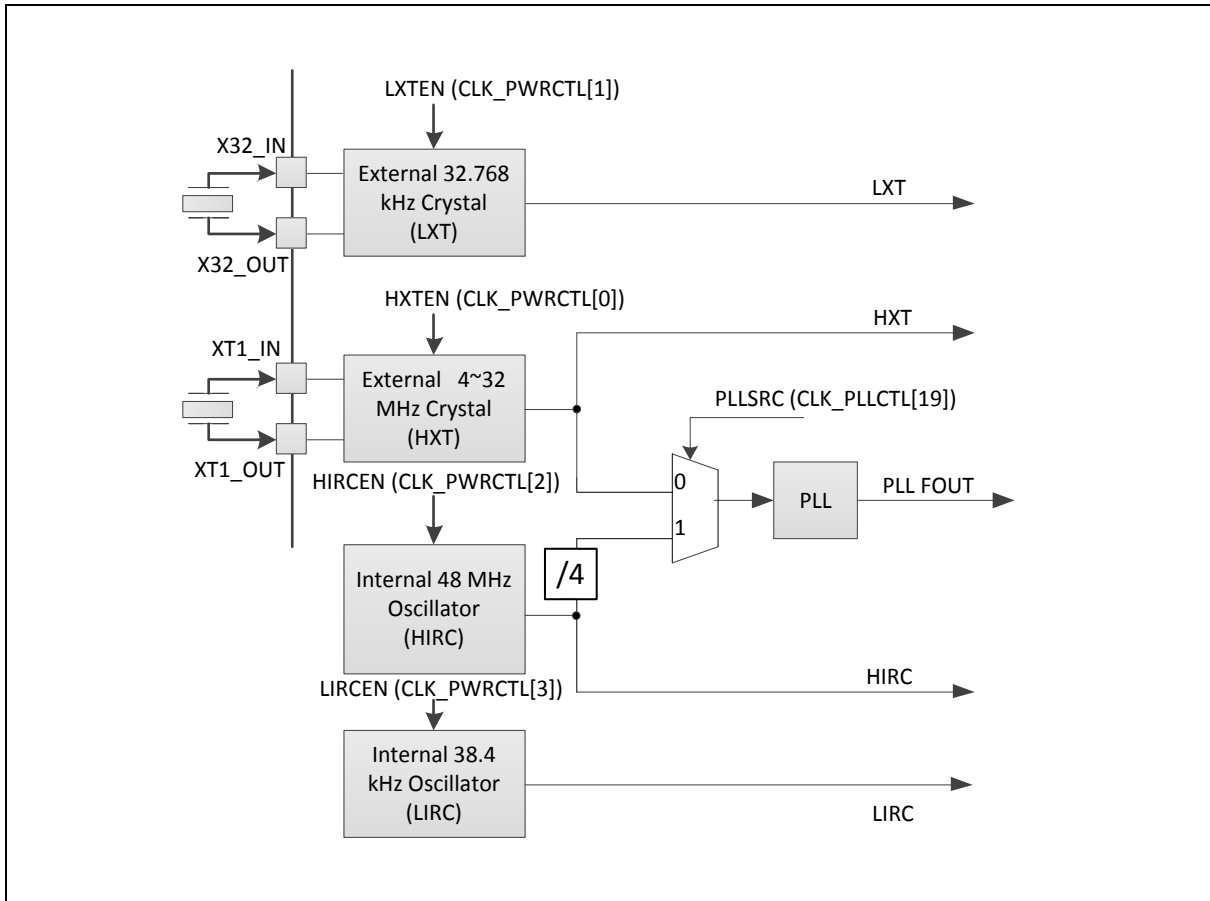 LXTEN (CLK_PWRCTL[1])
X32_IN
External 32.768
kHz Crystal
(LXT)
LXT
X32_OUT
HXTEN (CLK_PWRCTL[0])
HXT
XT1_IN
External 4~32
MHz Crystal
(HXT)
PLLSRC (CLK_PLLCTL[19])
XT1_OUT
HIRCEN (CLK_PWRCTL[2])
0
1
PLL
PLL FOUT
/4
Internal 48 MHz
Oscillator
(HIRC)
HIRC
LIRCEN (CLK_PWRCTL[3])
Internal 38.4
kHz Oscillator
(LIRC)
LIRC